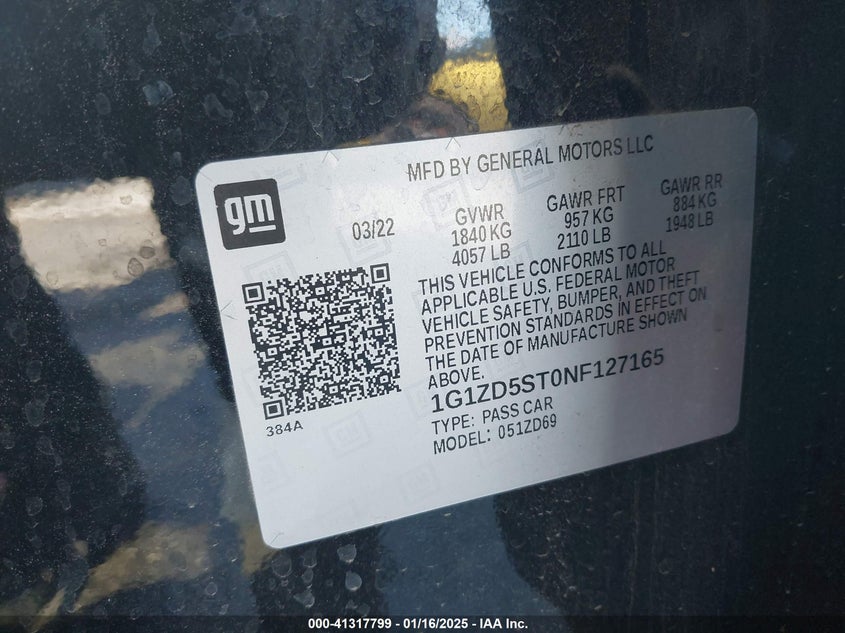 MFD BY GENERAL MOTORS LLC
gm
03/22
GVWR
1840 KG
4057 LB
GAWR FRT
957 KG
2110 LB
GAWR RR
884 KG
1948 LB
THIS VEHICLE CONFORMS TO ALL
APPLICABLE U.S. FEDERAL MOTOR
VEHICLE SAFETY, BUMPER, AND THEFT
PREVENTION STANDARDS IN EFFECT ON
THE DATE OF MANUFACTURE SHOWN
ABOVE.
1G1ZD5ST0NF127165
TYPE: PASS CAR
MODEL: 051ZD69
384A
000-41317799 - 01/16/2025 - IAA Inc.